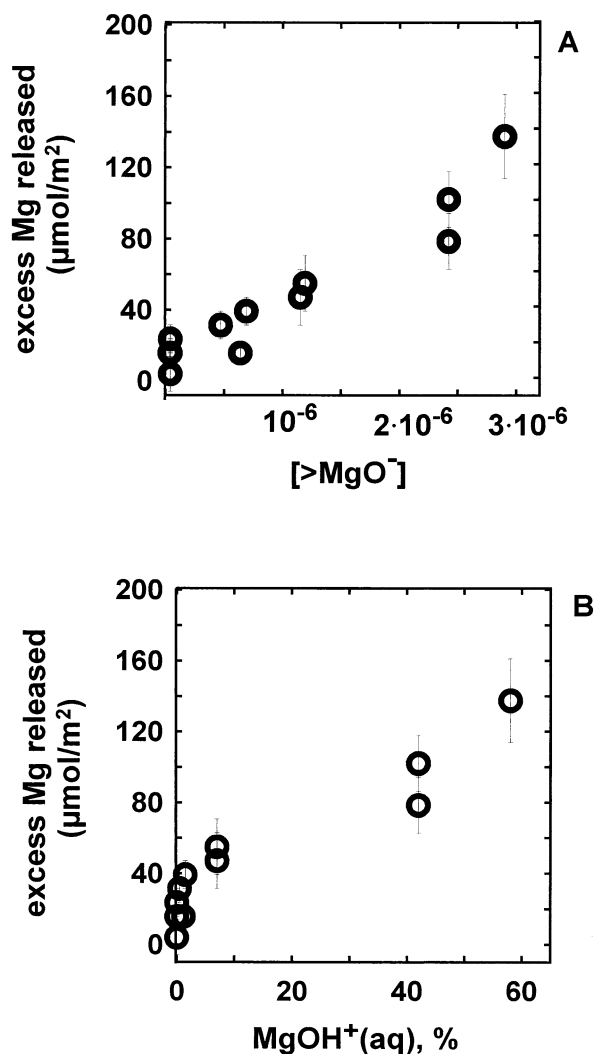 A
200
160
120
80
40
0
excess Mg released
(µmol/m²)
10⁻⁶
2·10⁻⁶
3·10⁻⁶
[>MgO⁻]
B
200
160
120
80
40
0
excess Mg released
(µmol/m²)
0
20
40
60
MgOH⁺(aq), %